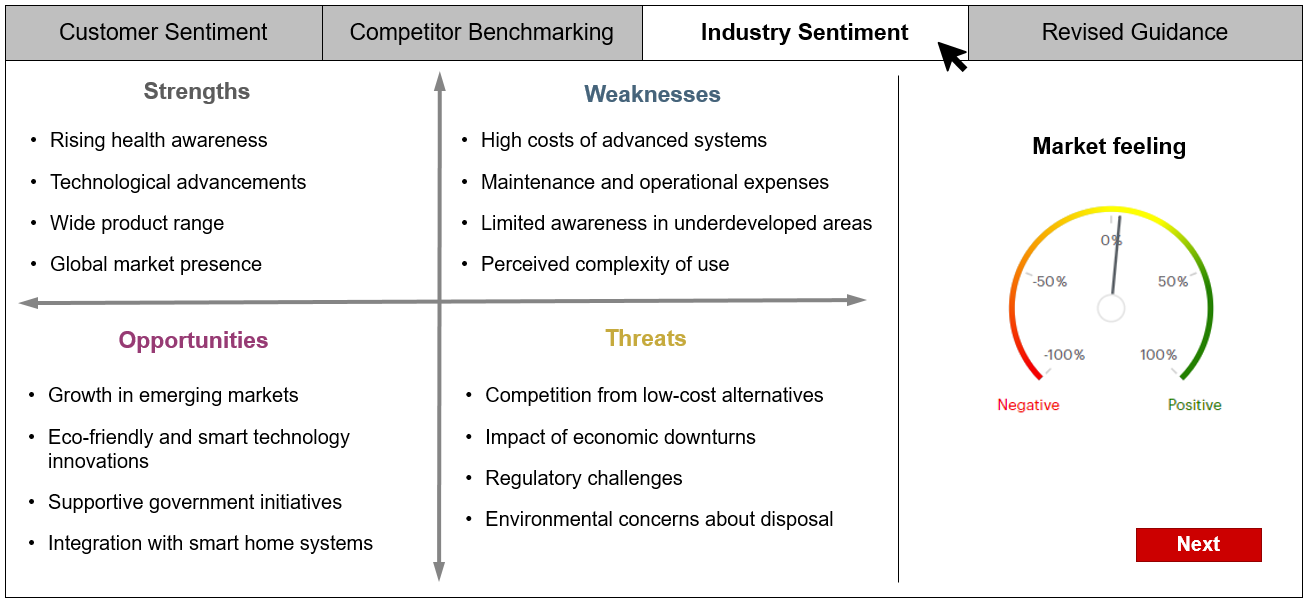 Customer Sentiment
Competitor Benchmarking
Industry Sentiment
Revised Guidance
Strengths
• Rising health awareness
• Technological advancements
• Wide product range
• Global market presence
Weaknesses
• High costs of advanced systems
• Maintenance and operational expenses
• Limited awareness in underdeveloped areas
• Perceived complexity of use
Opportunities
• Growth in emerging markets
• Eco-friendly and smart technology
innovations
• Supportive government initiatives
• Integration with smart home systems
Threats
• Competition from low-cost alternatives
• Impact of economic downturns
• Regulatory challenges
• Environmental concerns about disposal
Market feeling
0%
-50%
50%
-100%
100%
Negative
Positive
Next